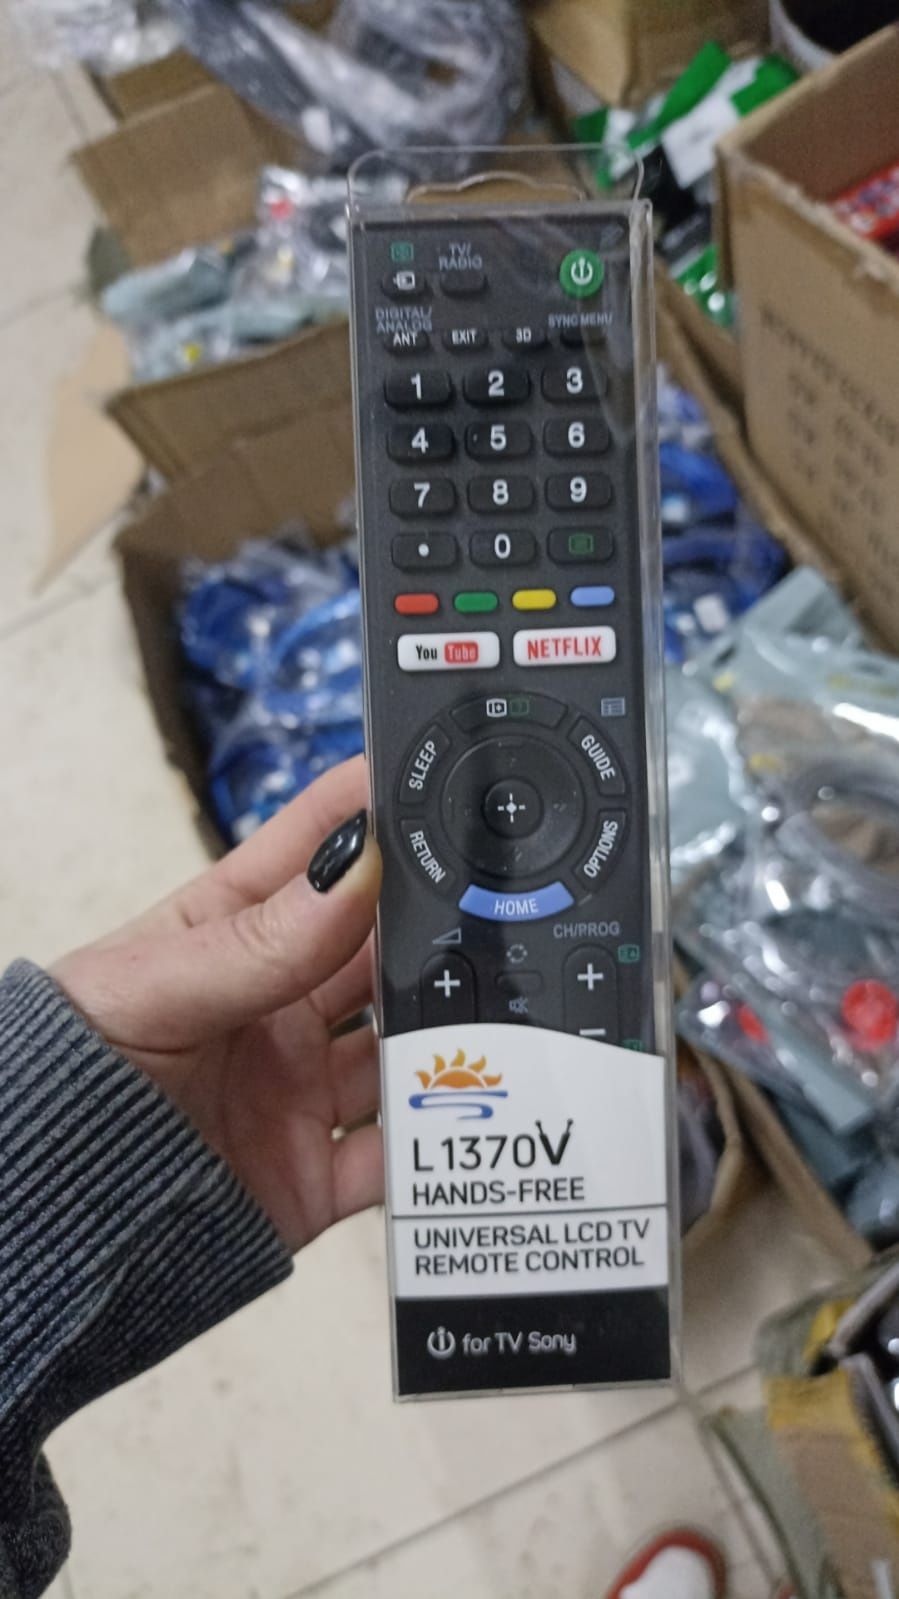 TV/
RADIO
DIGITAL/
ANALOG
SYNC MENU
ANT EXIT 3D
1 2 3
4 5 6
7 8 9
• 0
You Tube NETFLIX
SLEEP GUIDE
RETURN OPTIONS
HOME
CH/PROG
+ +
−
L1370V
HANDS-FREE
UNIVERSAL LCD TV
REMOTE CONTROL
for TV Sony